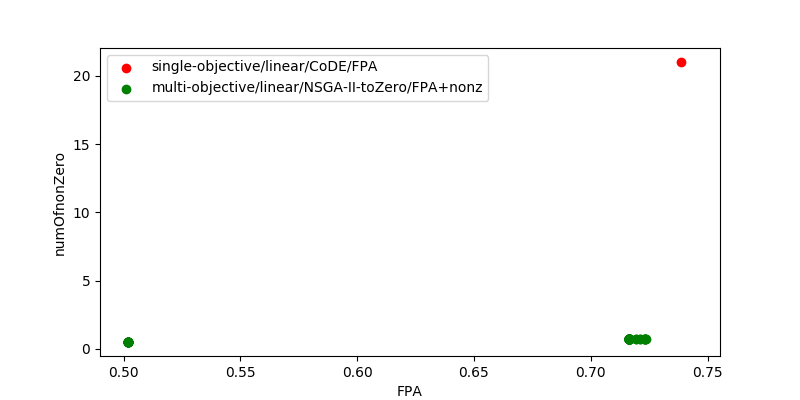 single-objective/linear/CoDE/FPA
multi-objective/linear/NSGA-II-toZero/FPA+nonz
20
15
10
5
0
numOfnonZero
0.50 0.55 0.60 0.65 0.70 0.75
FPA